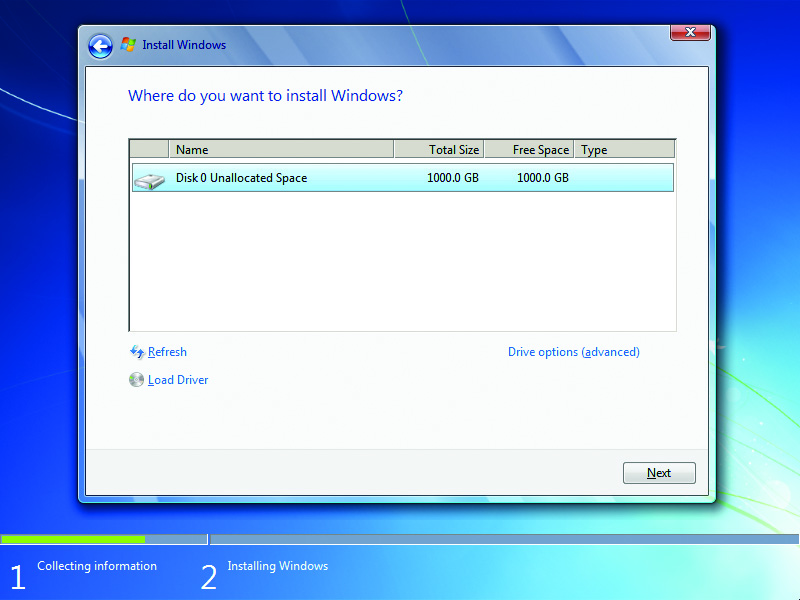 Install Windows
Where do you want to install Windows?
Name Total Size Free Space Type
Disk 0 Unallocated Space 1000.0 GB 1000.0 GB
Refresh Drive options (advanced)
Load Driver
Next
1 Collecting information 2 Installing Windows